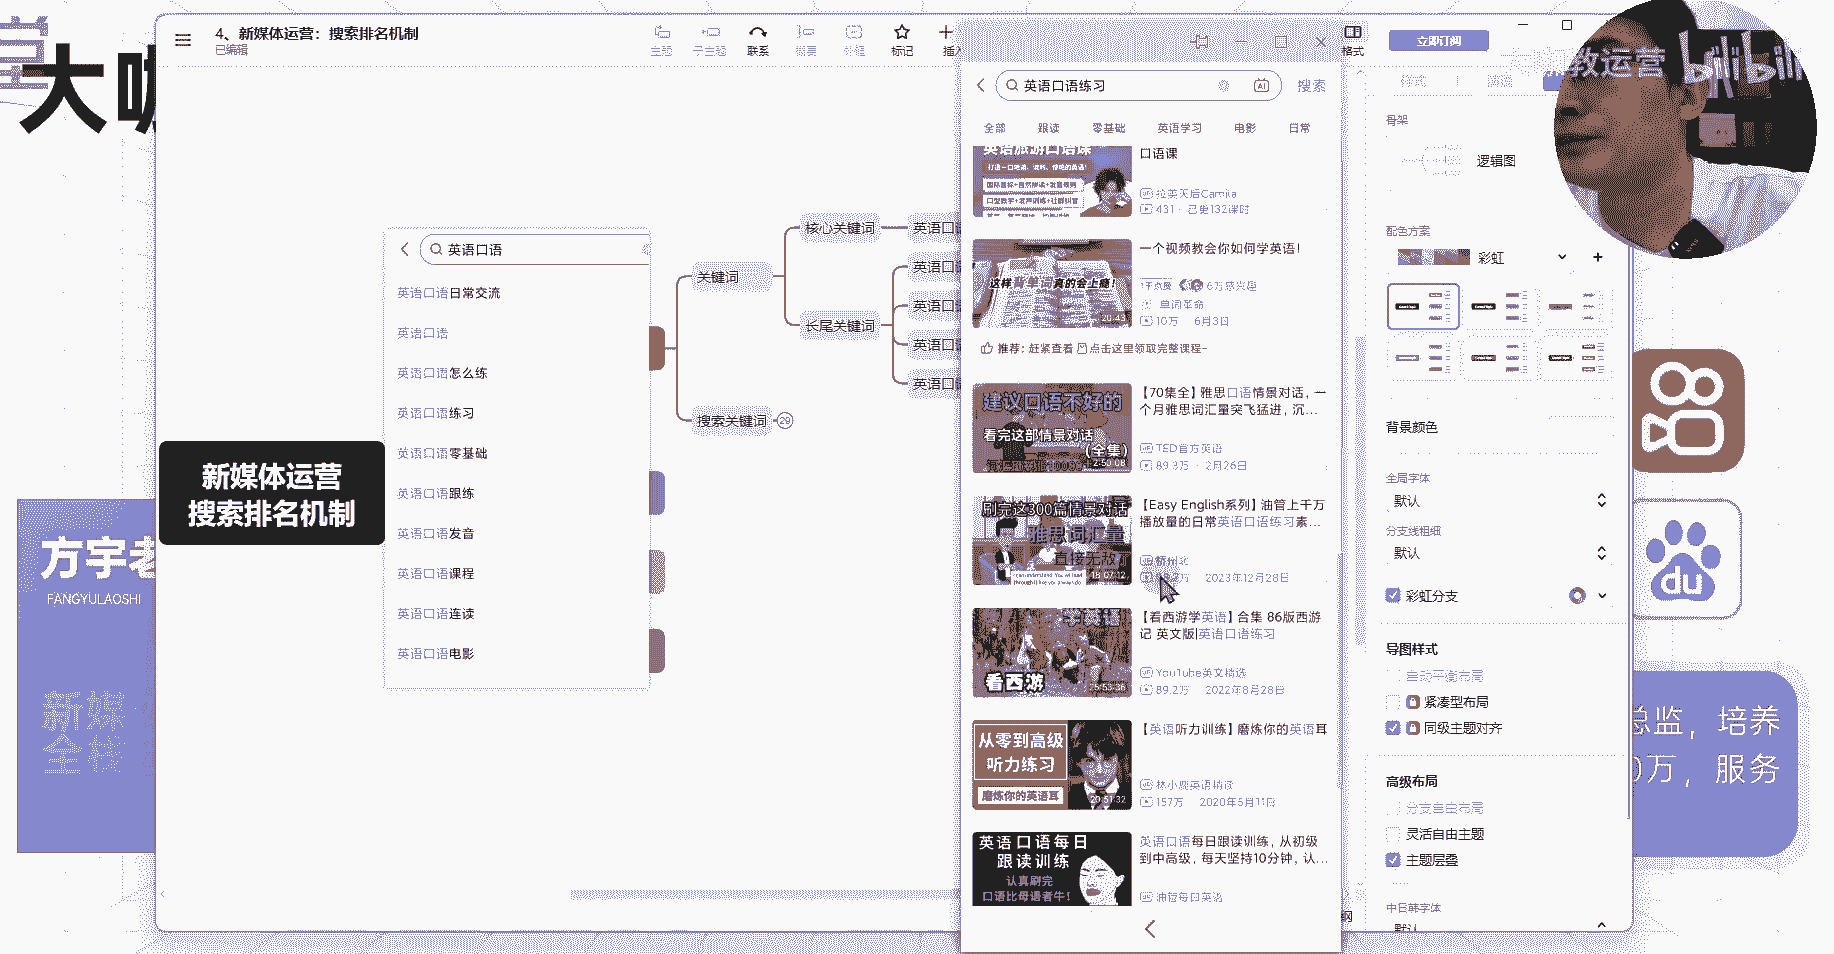 4、新媒体运营：搜索排名机制
已编辑
主题
子主题
联系
概要
外框
标记
插入
格式
立即订阅
大咖
教运营
bilibili
英语口语
英语口语日常交流
英语口语
英语口语怎么练
英语口语练习
英语口语零基础
英语口语跟练
英语口语发音
英语口语课程
英语口语连读
英语口语电影
新媒体运营
搜索排名机制
关键词
核心关键词
长尾关键词
搜索关键词
29
英语口
英语口
英语口
英语口
英语口
英语口语练习
AI
搜索
全部
跟读
零基础
英语学习
电影
日常
英语旅游口语课
口语课
拉美天后Camila
431 · 已更132课时
一个视频教会你如何学英语！
这样背单词真的会上瘾！
20:43
1千点赞
6万感兴趣
单词革命
10万 6月3日
推荐：赶紧查看 点击这里领取完整课程~
建议口语不好的
看完这部情景对话
(全集)
2:50:08
【70集全】雅思口语情景对话，一
个月雅思词汇量突飞猛进，沉...
TED官方英语
89.3万 · 2月26日
刷完这300篇情景对话
雅思词汇量
直接无敌
18:07:12
【Easy English系列】油管上千万
播放量的日常英语口语练习素...
2023年12月28日
看西游
25:53:36
【看西游学英语】合集 86版西游
记 英文版|英语口语练习
YouTube英文精选
89.2万 2022年8月28日
从零到高级
听力练习
磨炼你的英语耳
20:51:32
【英语听力训练】磨炼你的英语耳
林小鹿英语精读
157万 2020年5月11日
英语口语每日
跟读训练
认真刷完
口语比母语者牛！
英语口语每日跟读训练，从初级
到中高级，每天坚持10分钟，认...
油管每日英语
骨架
逻辑图
配色方案
彩虹
背景颜色
全局字体
默认
分支线粗细
默认
彩虹分支
导图样式
自动平衡布局
紧凑型布局
同级主题对齐
高级布局
分支自由布局
灵活自由主题
主题层叠
中日韩字体
默认
方宇老
FANGYULAOSHI
新媒
全栈
du
总监，培养
0万，服务